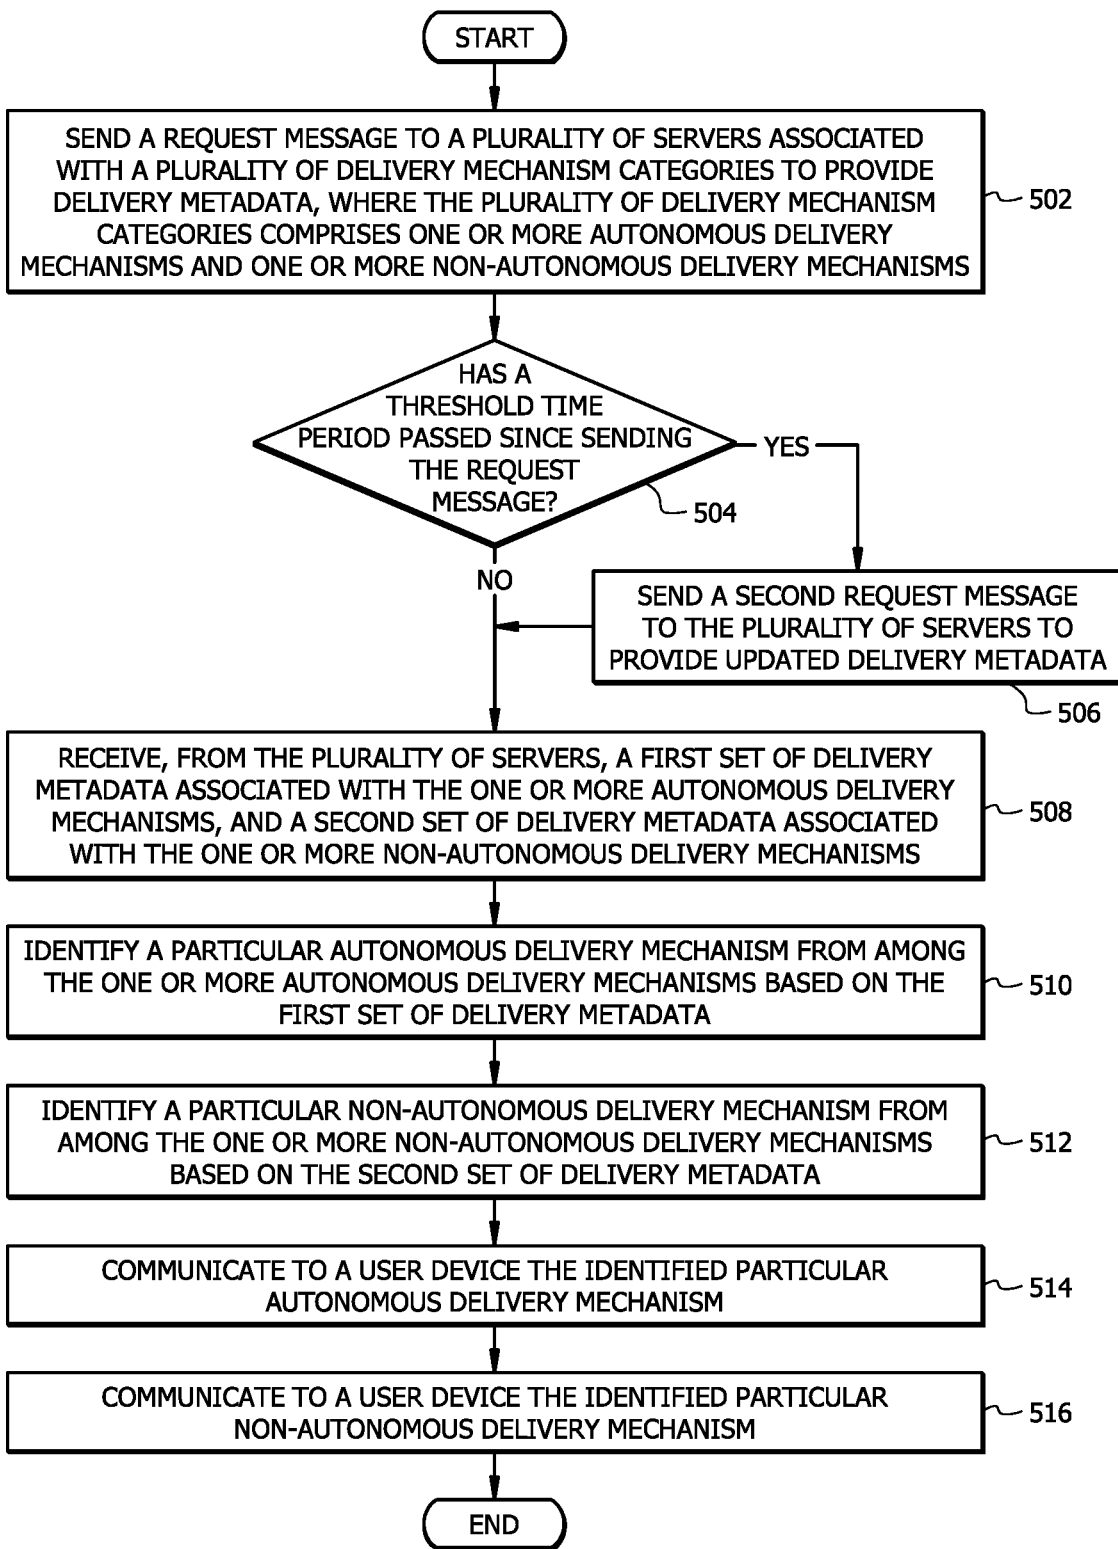 START
SEND A REQUEST MESSAGE TO A PLURALITY OF SERVERS ASSOCIATED
WITH A PLURALITY OF DELIVERY MECHANISM CATEGORIES TO PROVIDE
DELIVERY METADATA, WHERE THE PLURALITY OF DELIVERY MECHANISM
CATEGORIES COMPRISES ONE OR MORE AUTONOMOUS DELIVERY
MECHANISMS AND ONE OR MORE NON-AUTONOMOUS DELIVERY MECHANISMS
502
HAS A
THRESHOLD TIME
PERIOD PASSED SINCE SENDING
THE REQUEST
MESSAGE?
504
YES
NO
SEND A SECOND REQUEST MESSAGE
TO THE PLURALITY OF SERVERS TO
PROVIDE UPDATED DELIVERY METADATA
506
RECEIVE, FROM THE PLURALITY OF SERVERS, A FIRST SET OF DELIVERY
METADATA ASSOCIATED WITH THE ONE OR MORE AUTONOMOUS DELIVERY
MECHANISMS, AND A SECOND SET OF DELIVERY METADATA ASSOCIATED
WITH THE ONE OR MORE NON-AUTONOMOUS DELIVERY MECHANISMS
508
IDENTIFY A PARTICULAR AUTONOMOUS DELIVERY MECHANISM FROM AMONG
THE ONE OR MORE AUTONOMOUS DELIVERY MECHANISMS BASED ON THE
FIRST SET OF DELIVERY METADATA
510
IDENTIFY A PARTICULAR NON-AUTONOMOUS DELIVERY MECHANISM FROM
AMONG THE ONE OR MORE NON-AUTONOMOUS DELIVERY MECHANISMS
BASED ON THE SECOND SET OF DELIVERY METADATA
512
COMMUNICATE TO A USER DEVICE THE IDENTIFIED PARTICULAR
AUTONOMOUS DELIVERY MECHANISM
514
COMMUNICATE TO A USER DEVICE THE IDENTIFIED PARTICULAR
NON-AUTONOMOUS DELIVERY MECHANISM
516
END